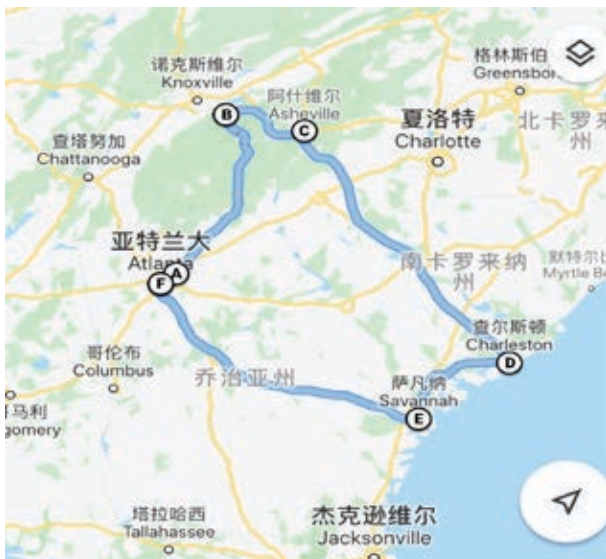 诺克斯维尔
Knoxville
格林斯伯
Greensbor
B
阿什维尔
Asheville
C
夏洛特
Charlotte
北卡罗来纳
州
查塔努加
Chattanooga
亚特兰大
Atlanta
A
F
南卡罗来纳
州
默特尔比
Myrtle Be
查尔斯顿
Charleston
D
哥伦布
Columbus
乔治亚州
萨凡纳
Savannah
E
马利
gomery
塔拉哈西
Tallahassee
杰克逊维尔
Jacksonville